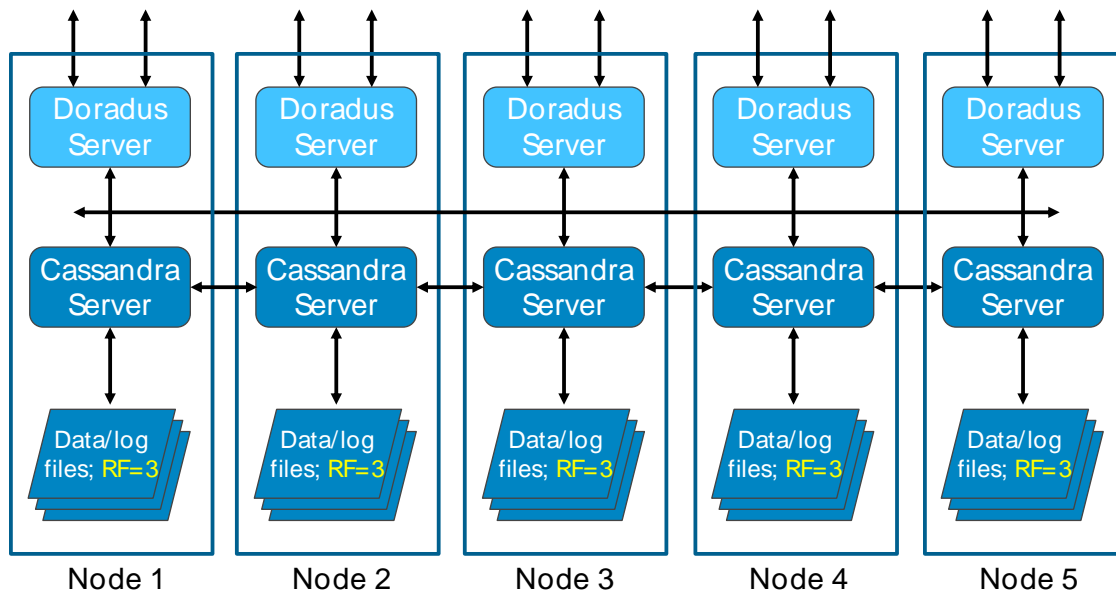 Doradus
Server
Doradus
Server
Doradus
Server
Doradus
Server
Doradus
Server
Cassandra
Server
Cassandra
Server
Cassandra
Server
Cassandra
Server
Cassandra
Server
Data/log
files; RF=3
Data/log
files; RF=3
Data/log
files; RF=3
Data/log
files; RF=3
Data/log
files; RF=3
Node 1
Node 2
Node 3
Node 4
Node 5